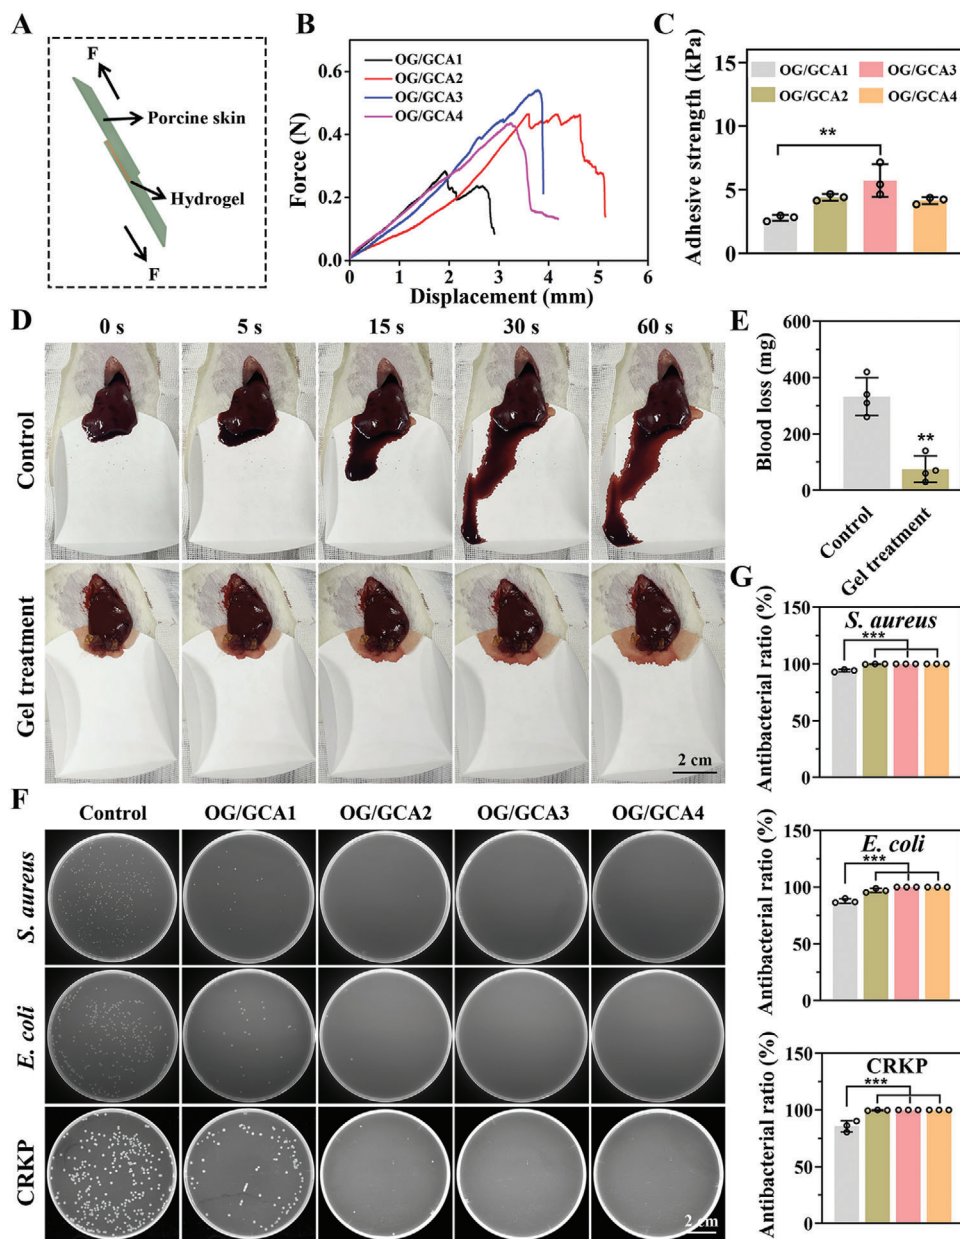 A
F
Porcine skin
Hydrogel
F
B
OG/GCA1
OG/GCA2
OG/GCA3
OG/GCA4
Force (N)
0.6
0.4
0.2
0.0
0 1 2 3 4 5 6
Displacement (mm)
C
Adhesive strength (kPa)
15
10
5
0
OG/GCA1 OG/GCA3
OG/GCA2 OG/GCA4
**
D
0 s 5 s 15 s 30 s 60 s
Control
Gel treatment
2 cm
E
Blood loss (mg)
600
400
200
0
**
Control
Gel treatment
F
Control OG/GCA1 OG/GCA2 OG/GCA3 OG/GCA4
S. aureus
E. coli
CRKP
2 cm
G
Antibacterial ratio (%)
150
100
50
0
S. aureus
***
Antibacterial ratio (%)
150
100
50
0
E. coli
***
Antibacterial ratio (%)
150
100
50
0
CRKP
***